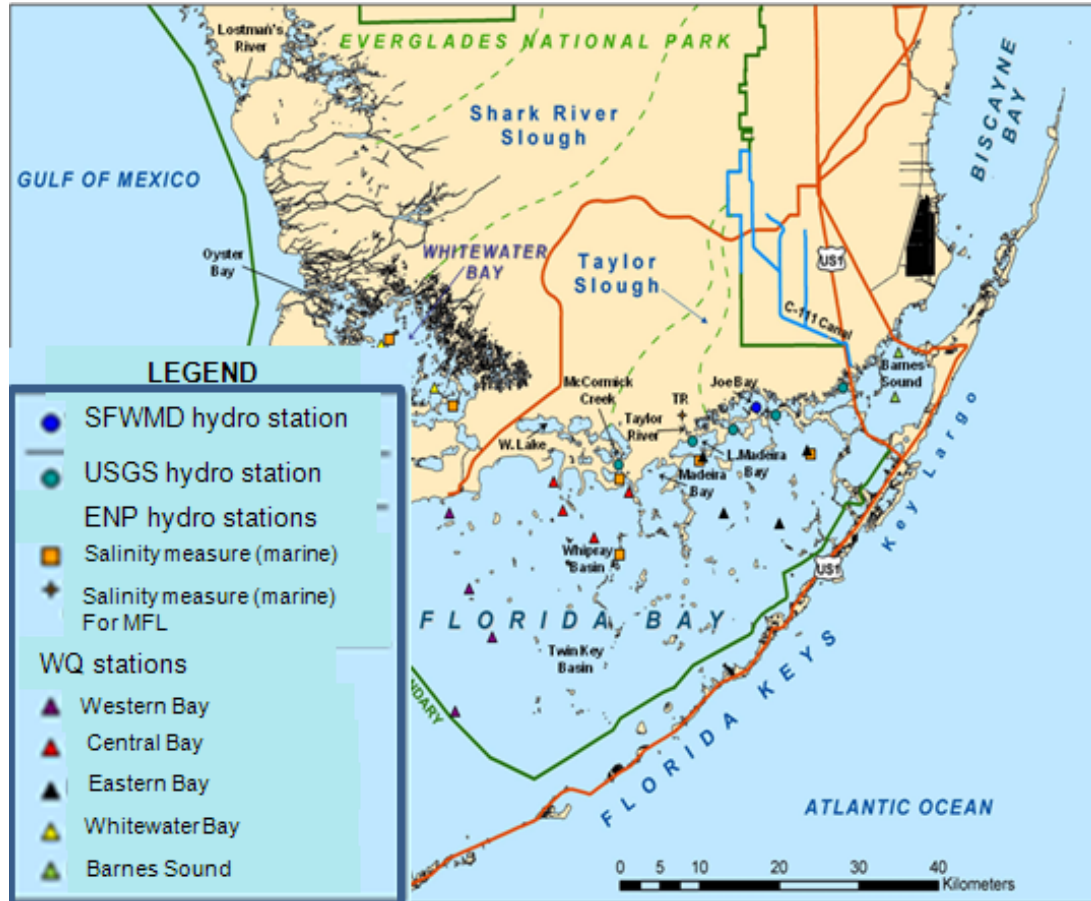 Lostman's
River
EVERGLADES NATIONAL PARK
Shark River
Slough
BISCAYNE
BAY
GULF OF MEXICO
Oyster
Bay
WHITEWATER
BAY
Taylor
Slough
US1
C-111 Canal
Barnes
Sound
McCormick
Creek
Joe Bay
TR
Taylor
River
W. Lake
L.Madeira
Bay
Madeira
Bay
Key Largo
Whipray
Basin
US1
FLORIDA BAY
Twin Key
Basin
NDARY
FLORIDA KEYS
ATLANTIC OCEAN
0 5 10 20 30 40
Kilometers
LEGEND
SFWMD hydro station
USGS hydro station
ENP hydro stations
Salinity measure (marine)
Salinity measure (marine)
For MFL
WQ stations
Western Bay
Central Bay
Eastern Bay
Whitewater Bay
Barnes Sound